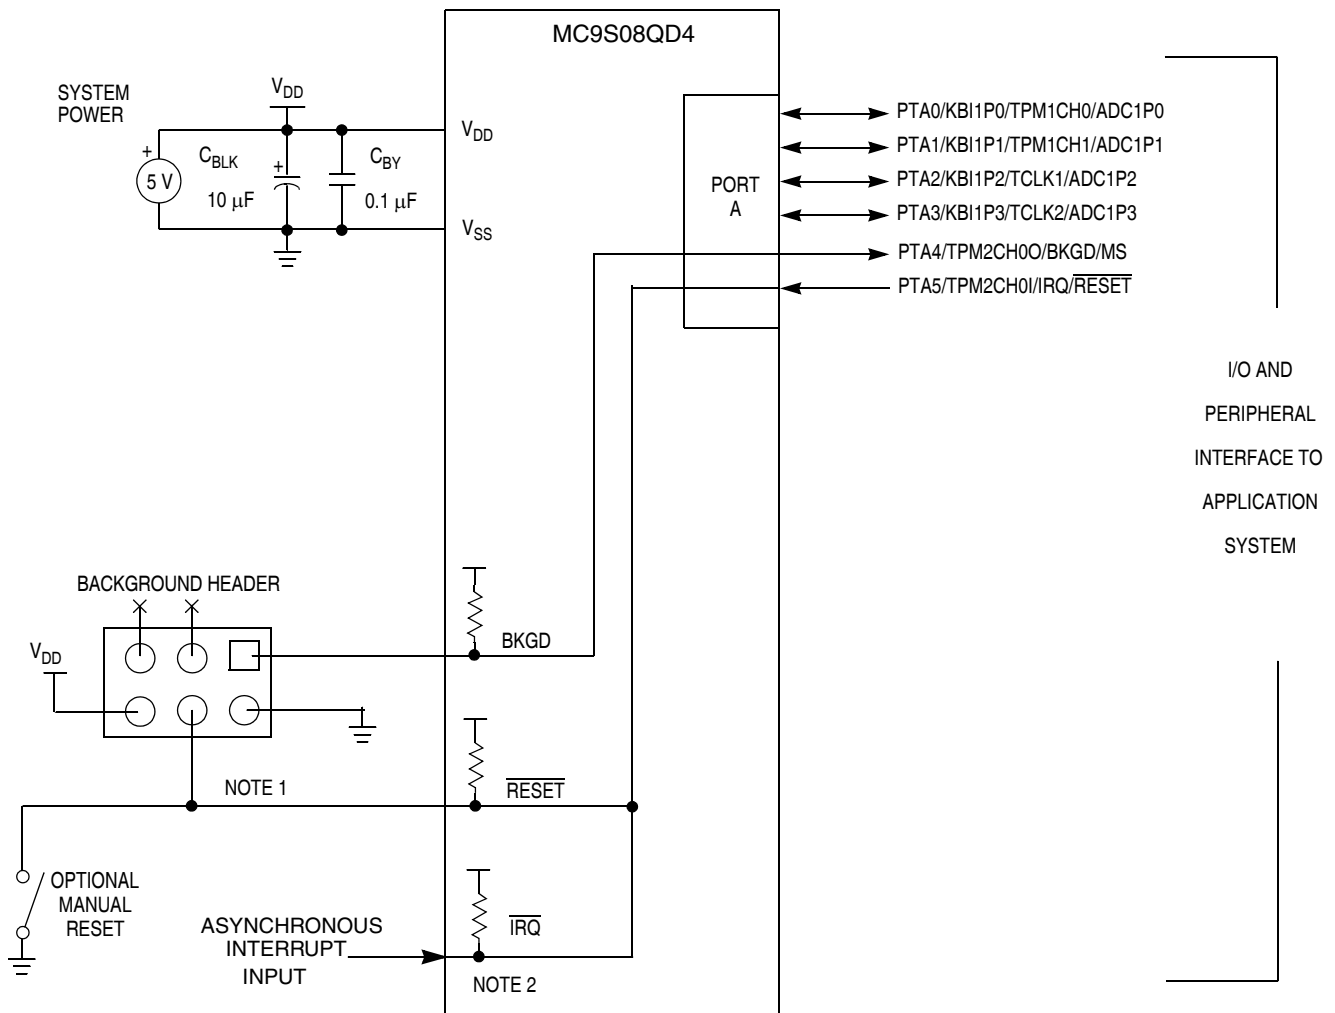 MC9S08QD4
SYSTEM
POWER
VDD
+
5 V
CBLK
+
10 μF
CBY
0.1 μF
VDD
VSS
PORT
A
PTA0/KBI1P0/TPM1CH0/ADC1P0
PTA1/KBI1P1/TPM1CH1/ADC1P1
PTA2/KBI1P2/TCLK1/ADC1P2
PTA3/KBI1P3/TCLK2/ADC1P3
PTA4/TPM2CH0O/BKGD/MS
PTA5/TPM2CH0I/IRQ/RESET
I/O AND
PERIPHERAL
INTERFACE TO
APPLICATION
SYSTEM
BACKGROUND HEADER
VDD
BKGD
NOTE 1
RESET
OPTIONAL
MANUAL
RESET
ASYNCHRONOUS
INTERRUPT
INPUT
IRQ
NOTE 2